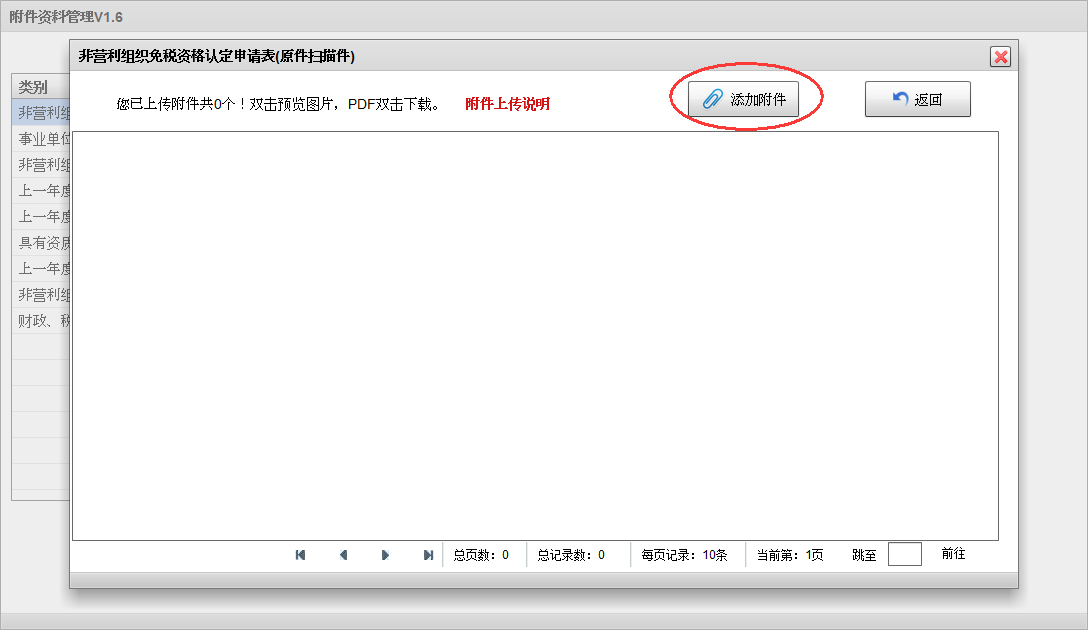 附件资料管理V1.6
非营利组织免税资格认定申请表(原件扫描件)
您已上传附件共0个！双击预览图片，PDF双击下载。 附件上传说明 添加附件 返回
类别
非营利组
事业单位
非营利组
上一年度
上一年度
具有资质
上一年度
非营利组
财政、税
总页数：0 总记录数：0 每页记录：10条 当前第：1页 跳至 前往